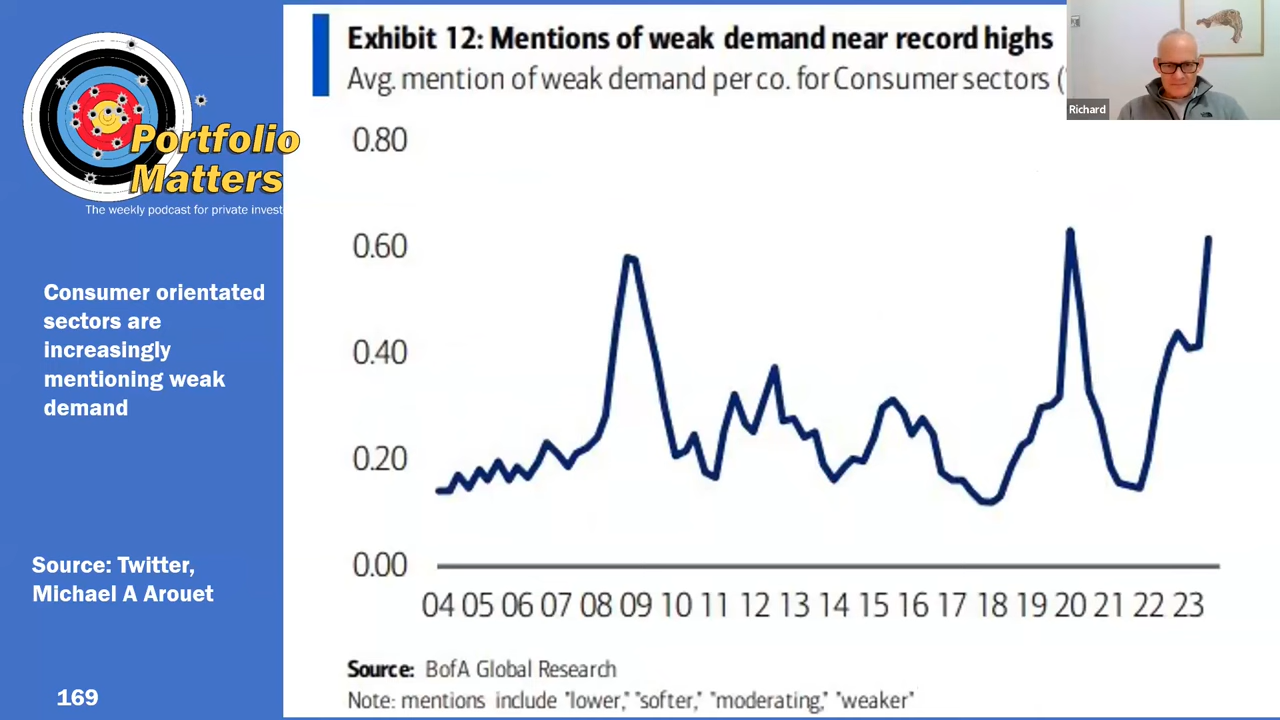 Portfolio
Matters
The weekly podcast for private invest
Consumer orientated
sectors are
increasingly
mentioning weak
demand
Source: Twitter,
Michael A Arouet
169
Exhibit 12: Mentions of weak demand near record highs
Avg. mention of weak demand per co. for Consumer sectors (
0.80
0.60
0.40
0.20
0.00
04 05 06 07 08 09 10 11 12 13 14 15 16 17 18 19 20 21 22 23
Source: BofA Global Research
Note: mentions include "lower," "softer," "moderating," "weaker"
Richard